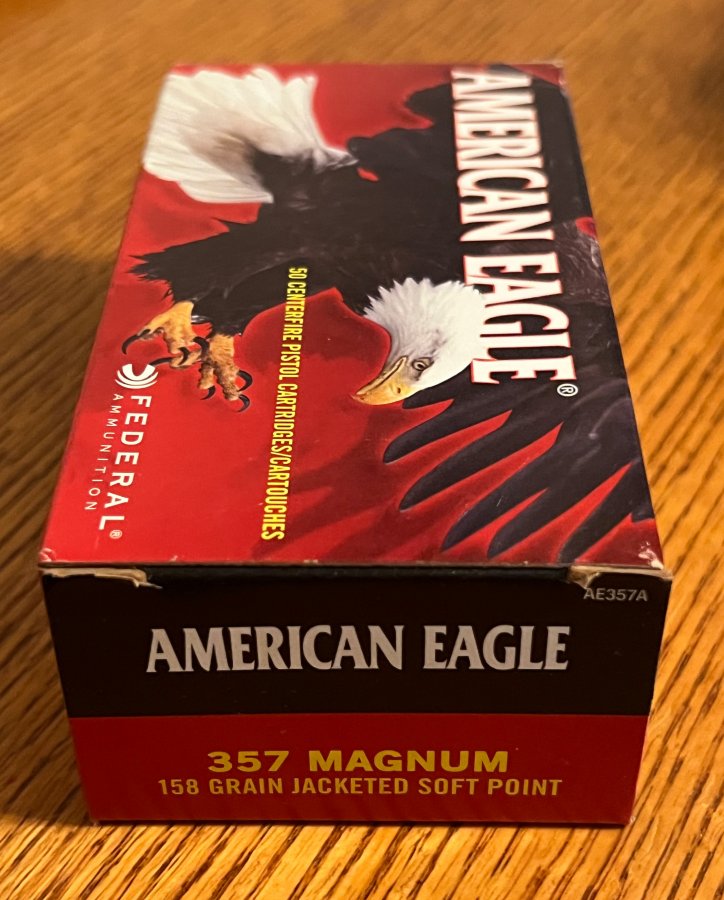 AMERICAN EAGLE®
50 CENTERFIRE PISTOL CARTRIDGES/CARTOUCHES
FEDERAL®
AMMUNITION
AE357A
AMERICAN EAGLE
357 MAGNUM
158 GRAIN JACKETED SOFT POINT